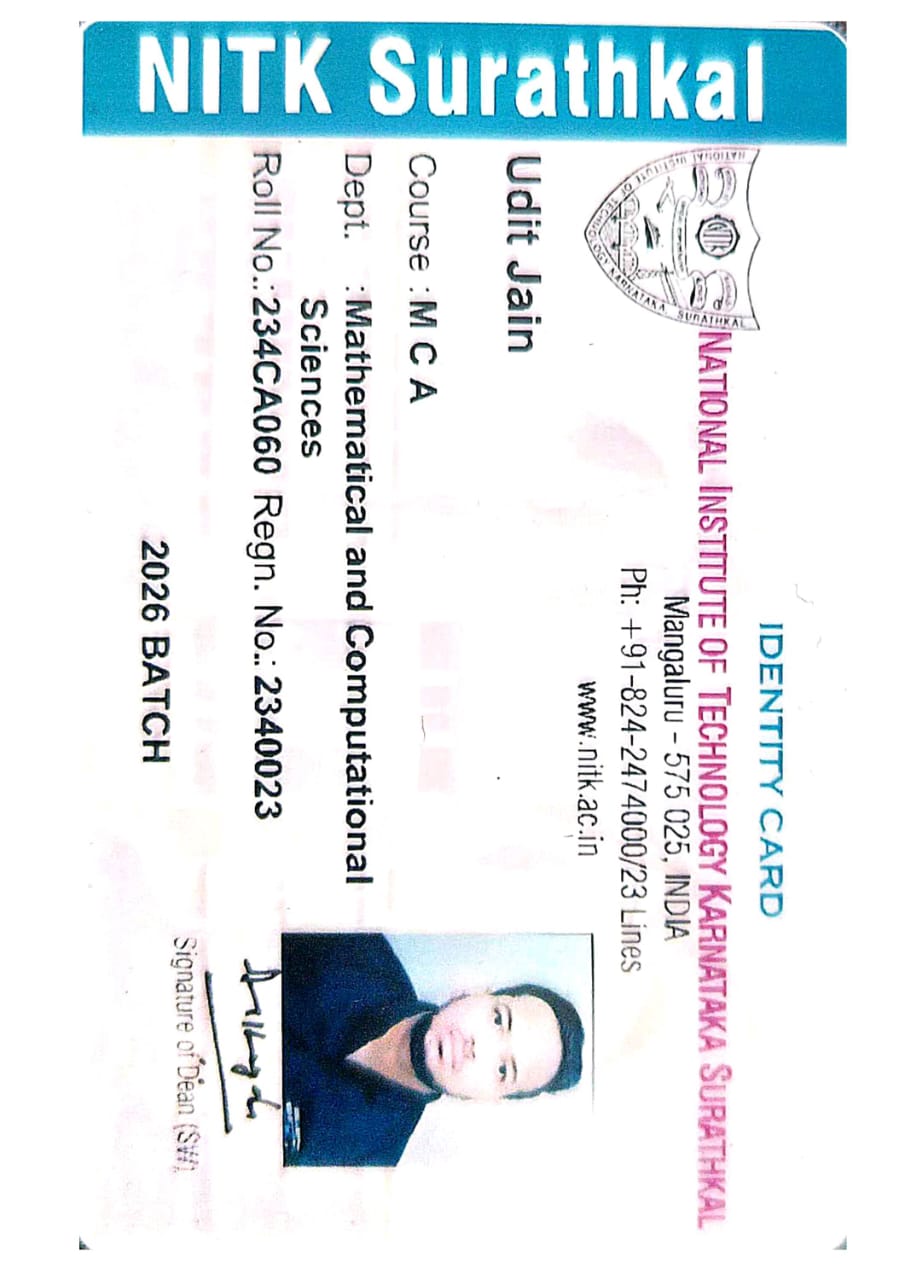 NITK Surathkal
IDENTITY CARD
NATIONAL INSTITUTE OF TECHNOLOGY KARNATAKA SURATHKAL
Mangaluru - 575 025, INDIA
Ph: +91-824-2474000/23 Lines
www.nitk.ac.in
NITK
NATIONAL INSTITUTE OF TECHNOLOGY KARNATAKA SURATHKAL
Udit Jain
Course : M C A
Dept. : Mathematical and Computational
Sciences
Roll No.: 234CA060 Regn. No.: 2340023
Signature of Dean (SW)
2026 BATCH